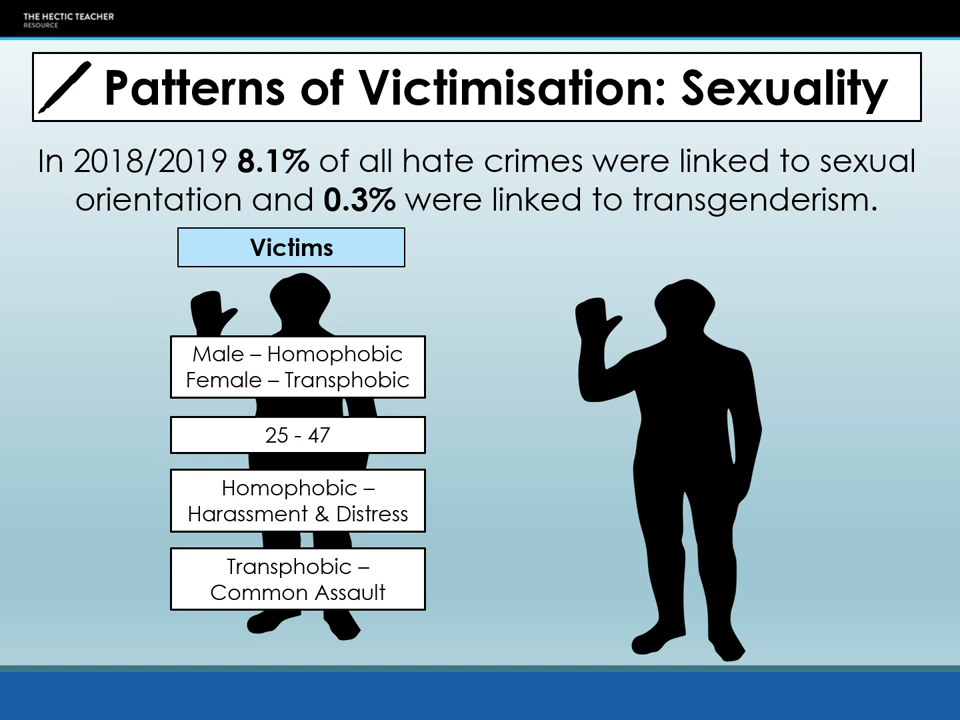 THE HECTIC TEACHER
RESOURCE
Patterns of Victimisation: Sexuality
In 2018/2019 8.1% of all hate crimes were linked to sexual
orientation and 0.3% were linked to transgenderism.
Victims
Male – Homophobic
Female – Transphobic
25 - 47
Homophobic –
Harassment & Distress
Transphobic –
Common Assault